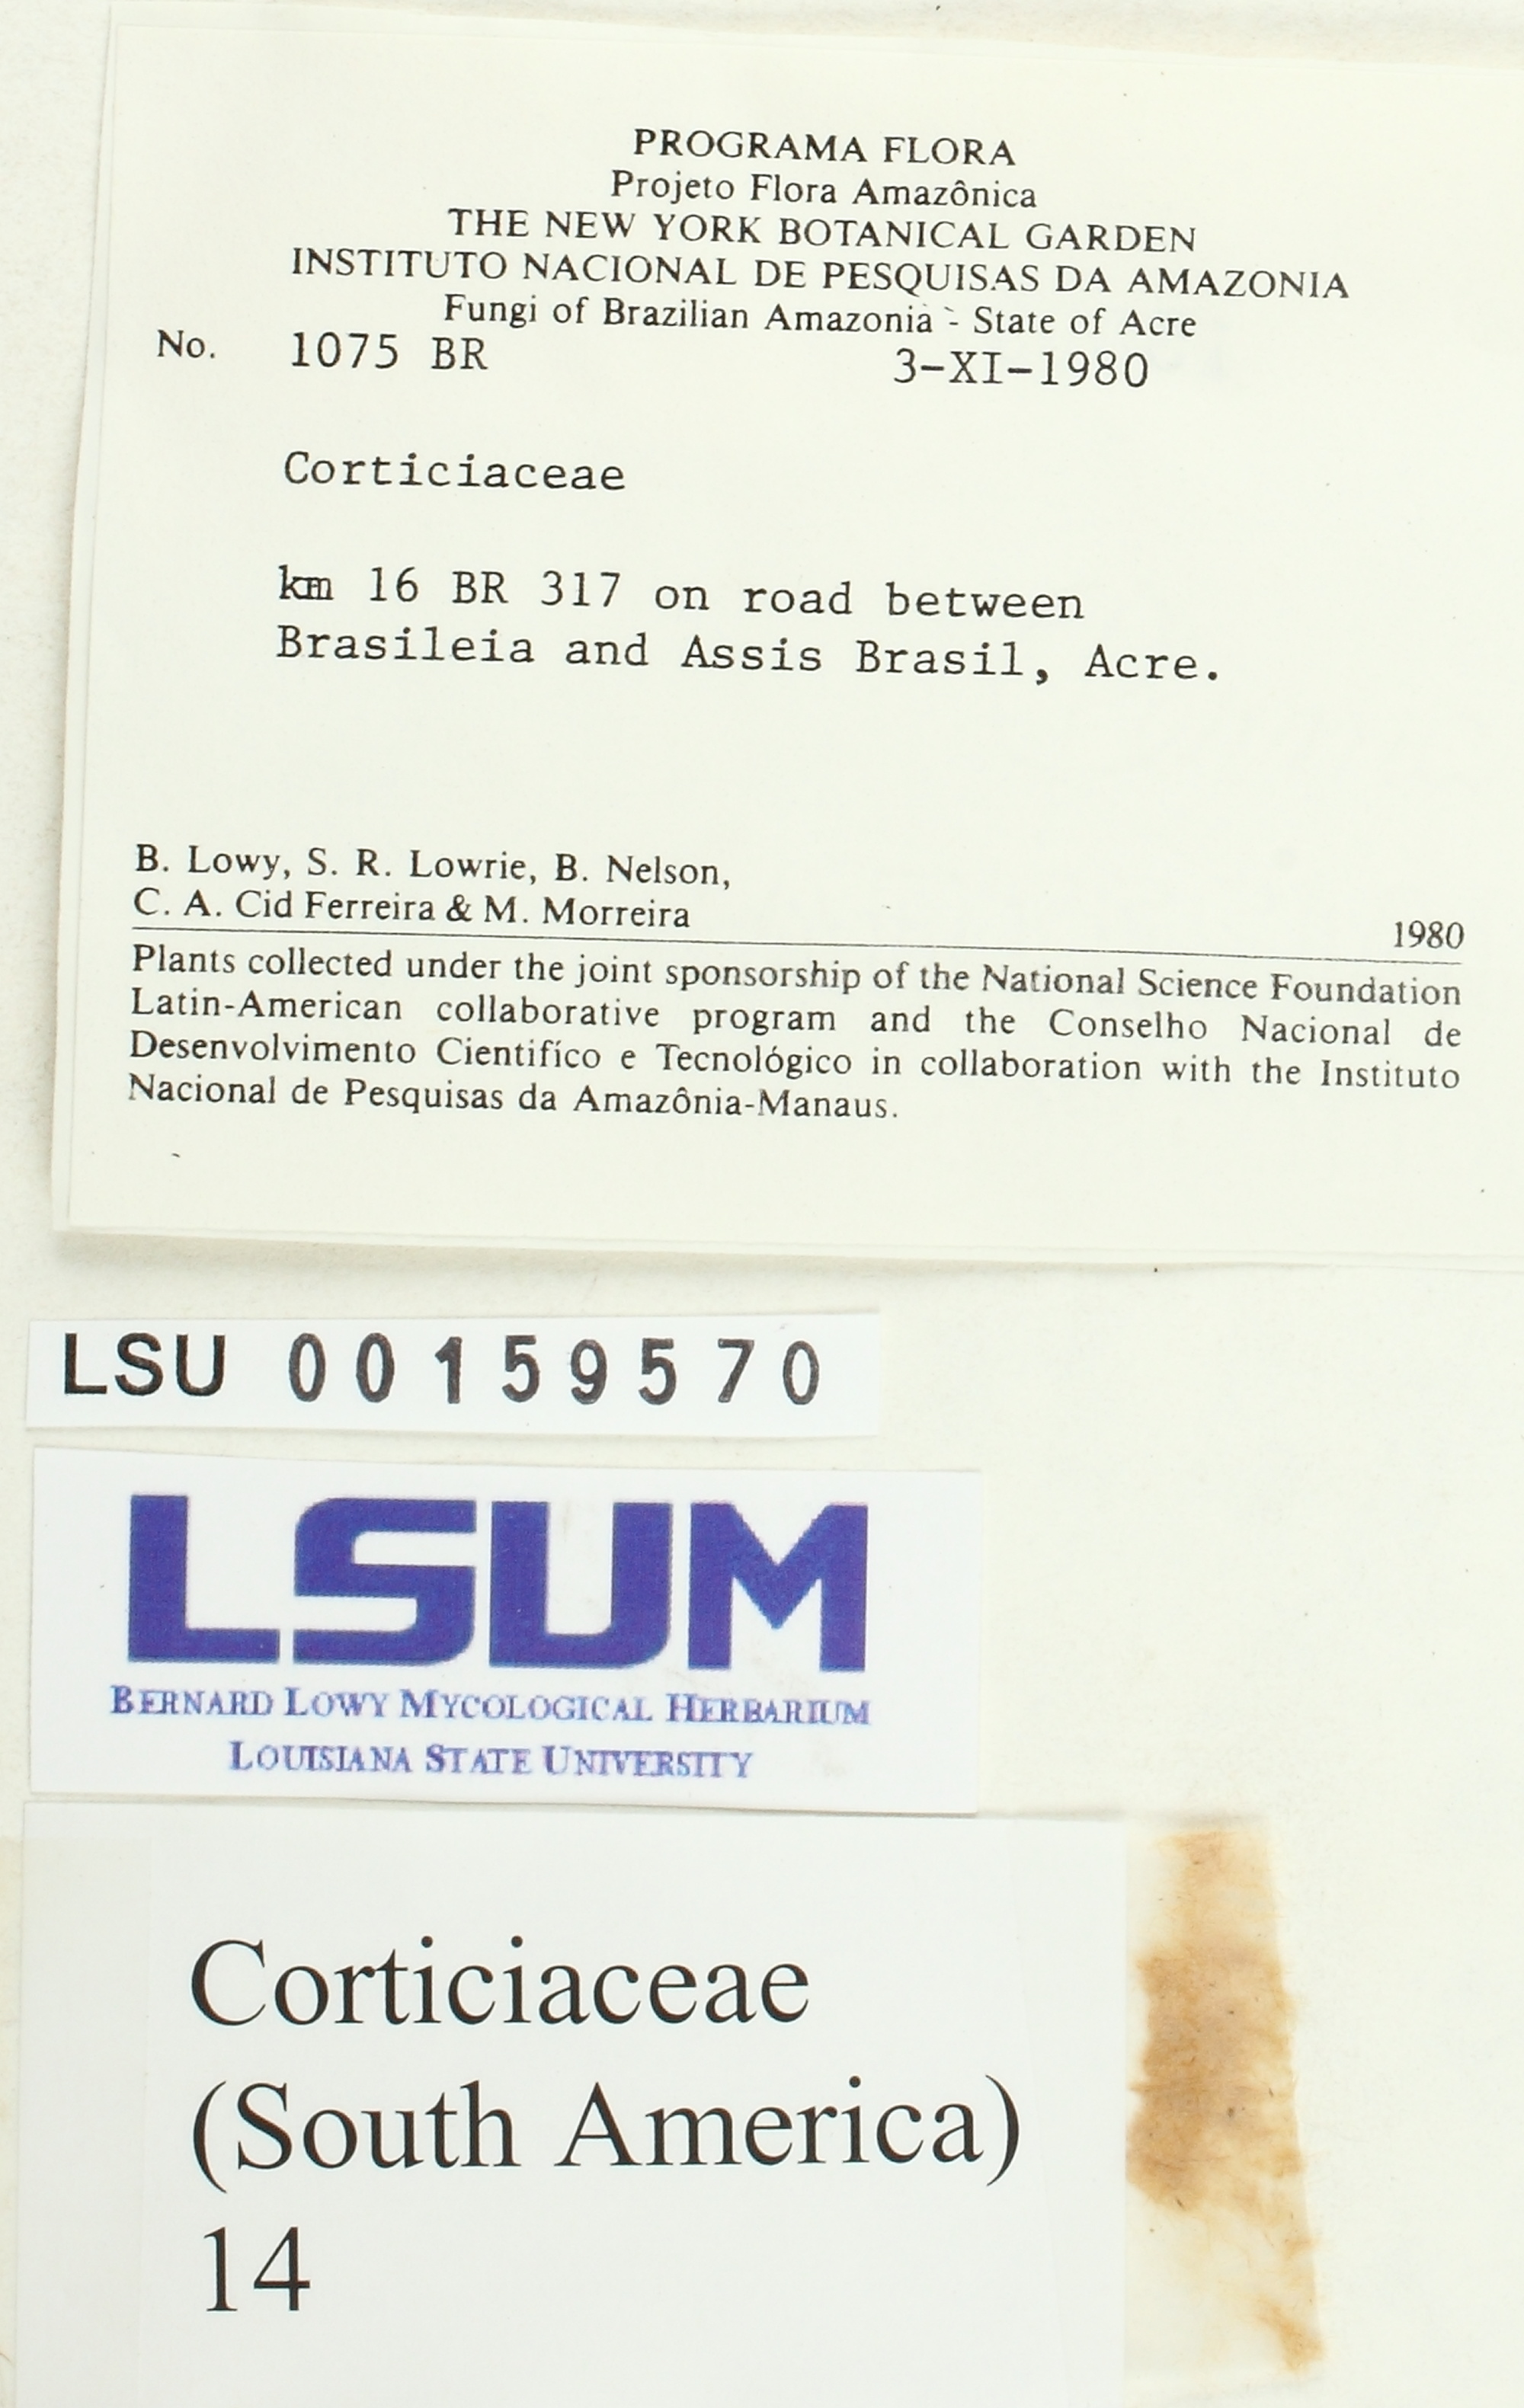 PROGRAMA FLORA
Projeto Flora Amazônica
THE NEW YORK BOTANICAL GARDEN
INSTITUTO NACIONAL DE PESQUISAS DA AMAZONIA
Fungi of Brazilian Amazonia - State of Acre
No. 1075 BR 3-XI-1980
Corticiaceae
km 16 BR 317 on road between
Brasileia and Assis Brasil, Acre.
B. Lowy, S. R. Lowrie, B. Nelson,
C. A. Cid Ferreira & M. Morreira 1980
Plants collected under the joint sponsorship of the National Science Foundation
Latin-American collaborative program and the Conselho Nacional de
Desenvolvimento Cientifíco e Tecnológico in collaboration with the Instituto
Nacional de Pesquisas da Amazônia-Manaus.
LSU 00159570
LSUM
BERNARD LOWY MYCOLOGICAL HERBARIUM
LOUISIANA STATE UNIVERSITY
Corticiaceae
(South America)
14